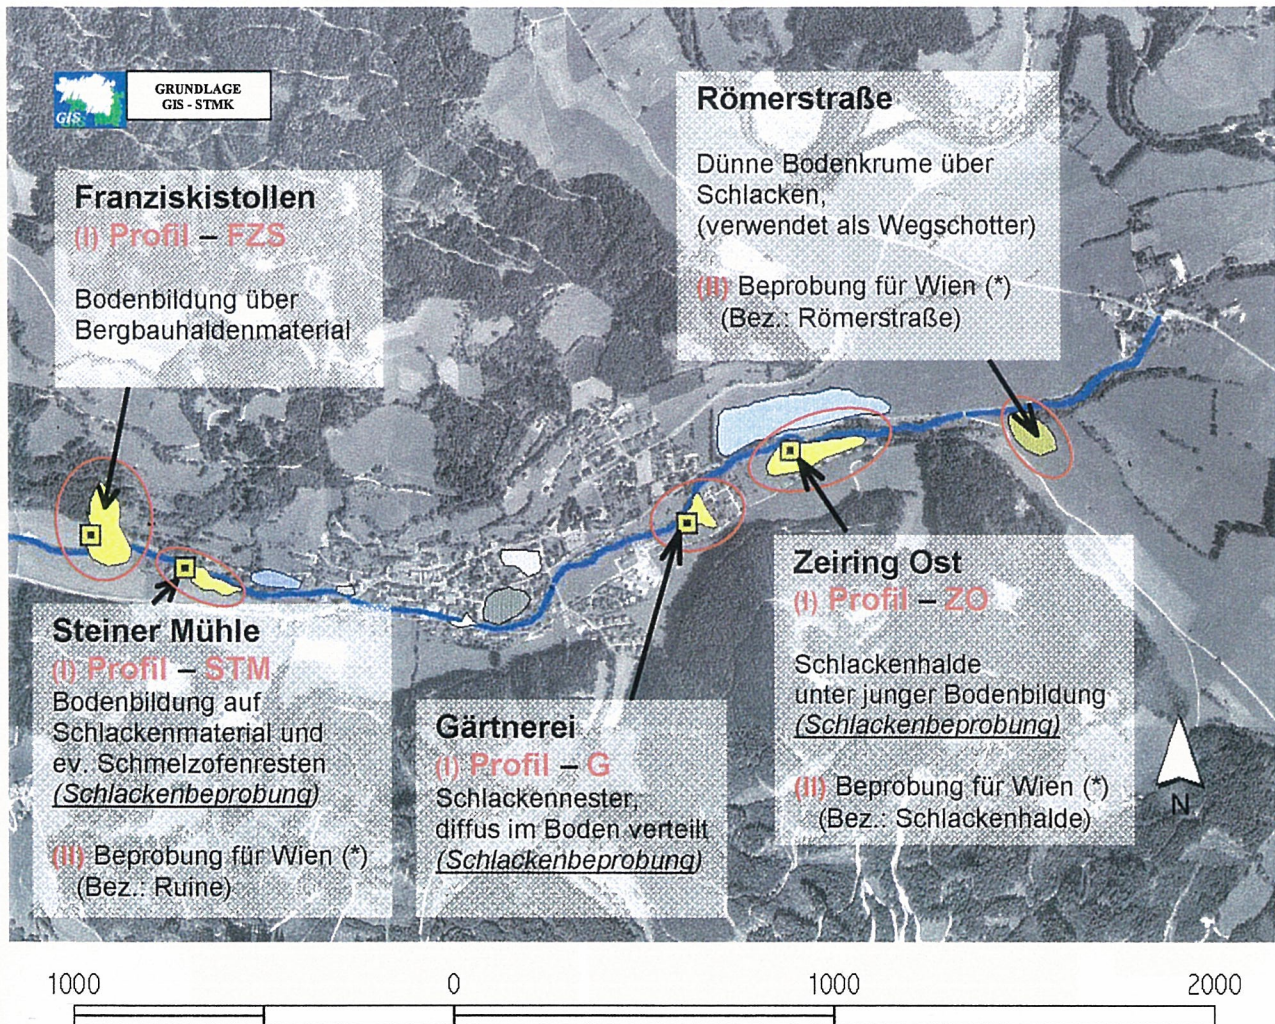 GIS
GRUNDLAGE
GIS - STMK
Franziskistollen
(I) Profil – FZS
Bodenbildung über
Bergbauhaldenmaterial
Römerstraße
Dünne Bodenkrume über
Schlacken,
(verwendet als Wegschotter)
(II) Beprobung für Wien (*)
(Bez.: Römerstraße)
Steiner Mühle
(I) Profil – STM
Bodenbildung auf
Schlackenmaterial und
ev. Schmelzofenresten
(Schlackenbeprobung)
(II) Beprobung für Wien (*)
(Bez.: Ruine)
Gärtnerei
(I) Profil – G
Schlackennester,
diffus im Boden verteilt
(Schlackenbeprobung)
Zeiring Ost
(I) Profil – ZO
Schlackenhalde
unter junger Bodenbildung
(Schlackenbeprobung)
(II) Beprobung für Wien (*)
(Bez.: Schlackenhalde)
N
1000 0 1000 2000